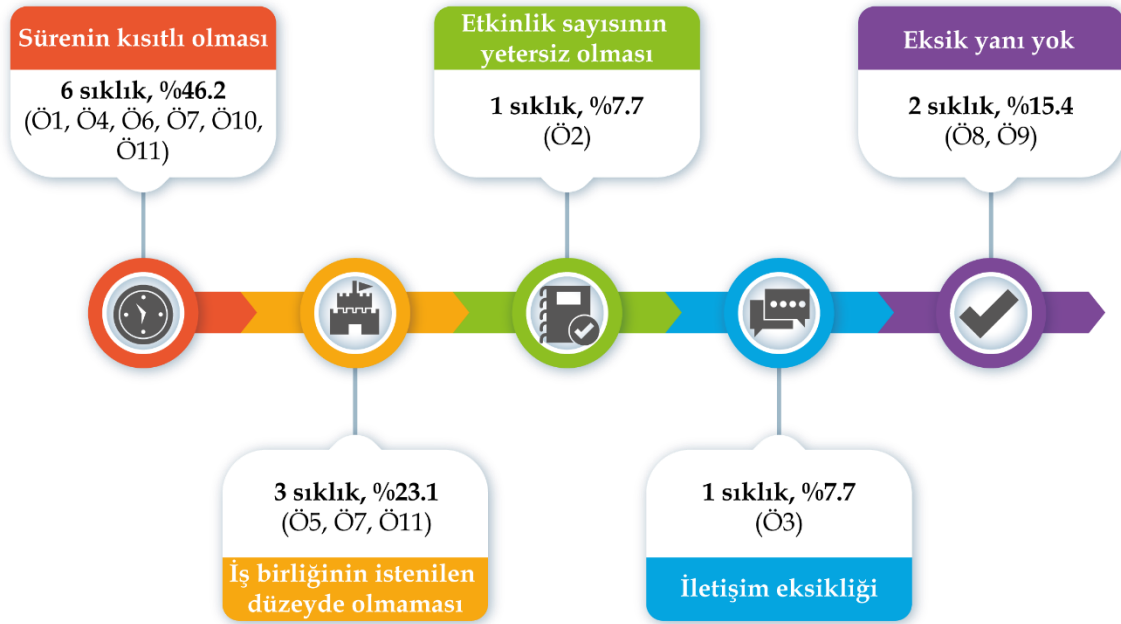 Sürenin kısıtlı olması
6 sıklık, %46.2
(Ö1, Ö4, Ö6, Ö7, Ö10,
Ö11)
Etkinlik sayısının
yetersiz olması
1 sıklık, %7.7
(Ö2)
Eksik yanı yok
2 sıklık, %15.4
(Ö8, Ö9)
3 sıklık, %23.1
(Ö5, Ö7, Ö11)
İş birliğinin istenilen
düzeyde olmaması
1 sıklık, %7.7
(Ö3)
İletişim eksikliği